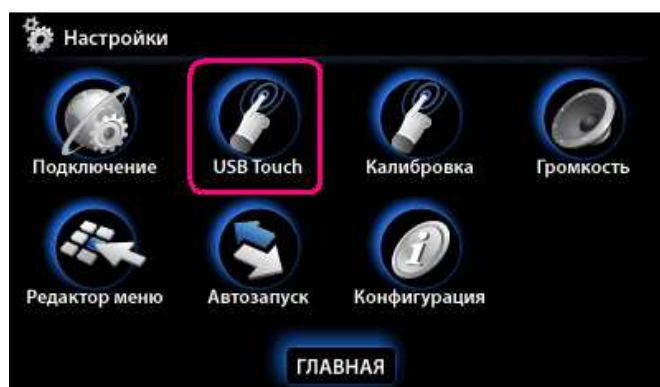 Настройки
Подключение USB Touch Калибровка Громкость
Редактор меню Автозапуск Конфигурация
ГЛАВНАЯ